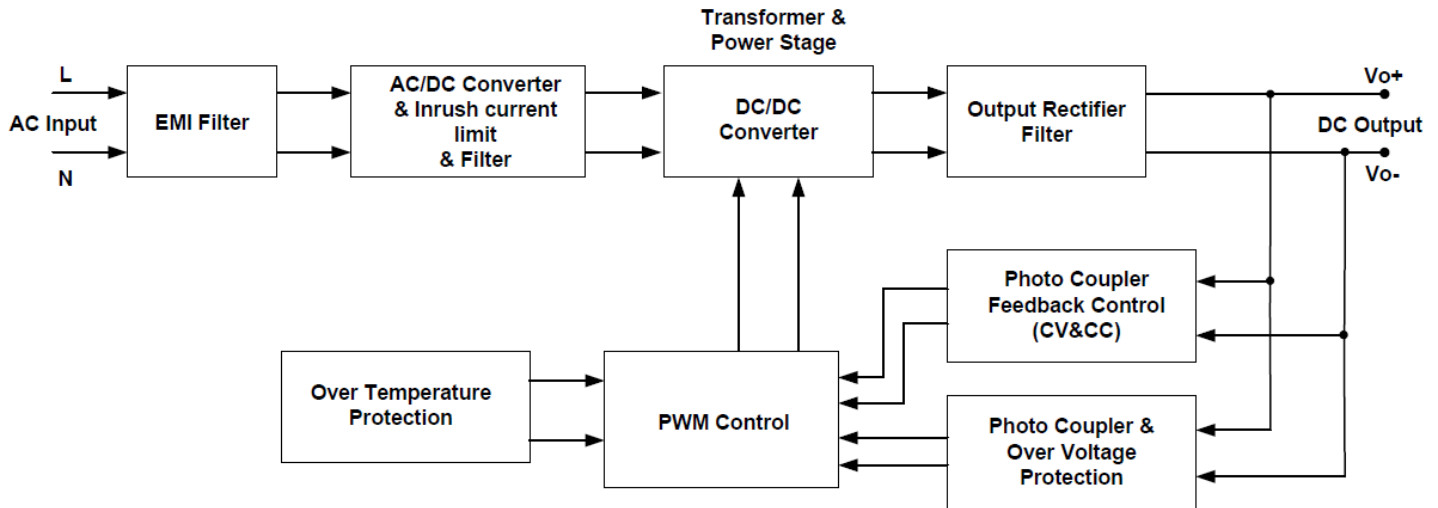 Transformer &
Power Stage
L
AC Input
N
EMI Filter
AC/DC Converter
& Inrush current
limit
& Filter
DC/DC
Converter
Output Rectifier
Filter
Vo+
DC Output
Vo-
Photo Coupler
Feedback Control
(CV&CC)
Over Temperature
Protection
PWM Control
Photo Coupler &
Over Voltage
Protection